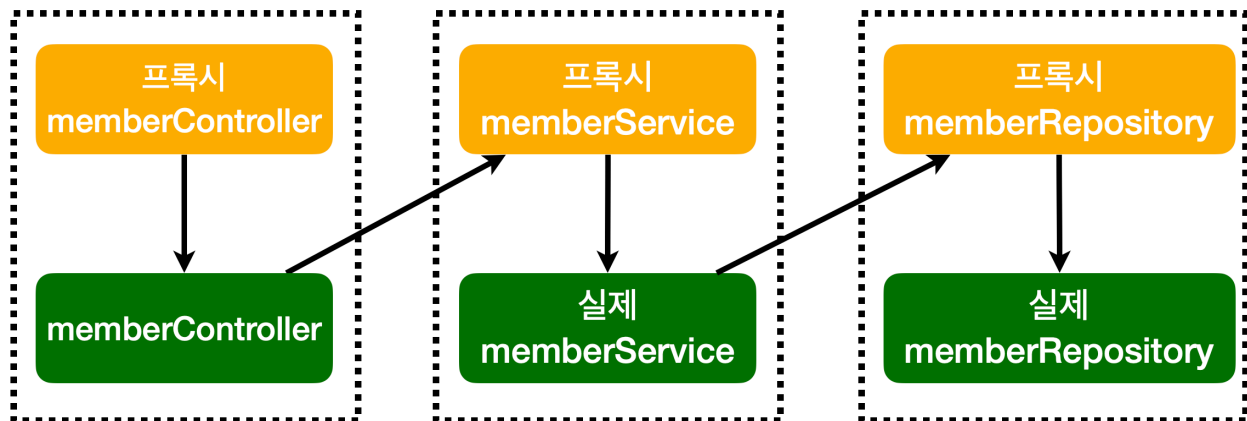 프록시
memberController
프록시
memberService
프록시
memberRepository
memberController
실제
memberService
실제
memberRepository